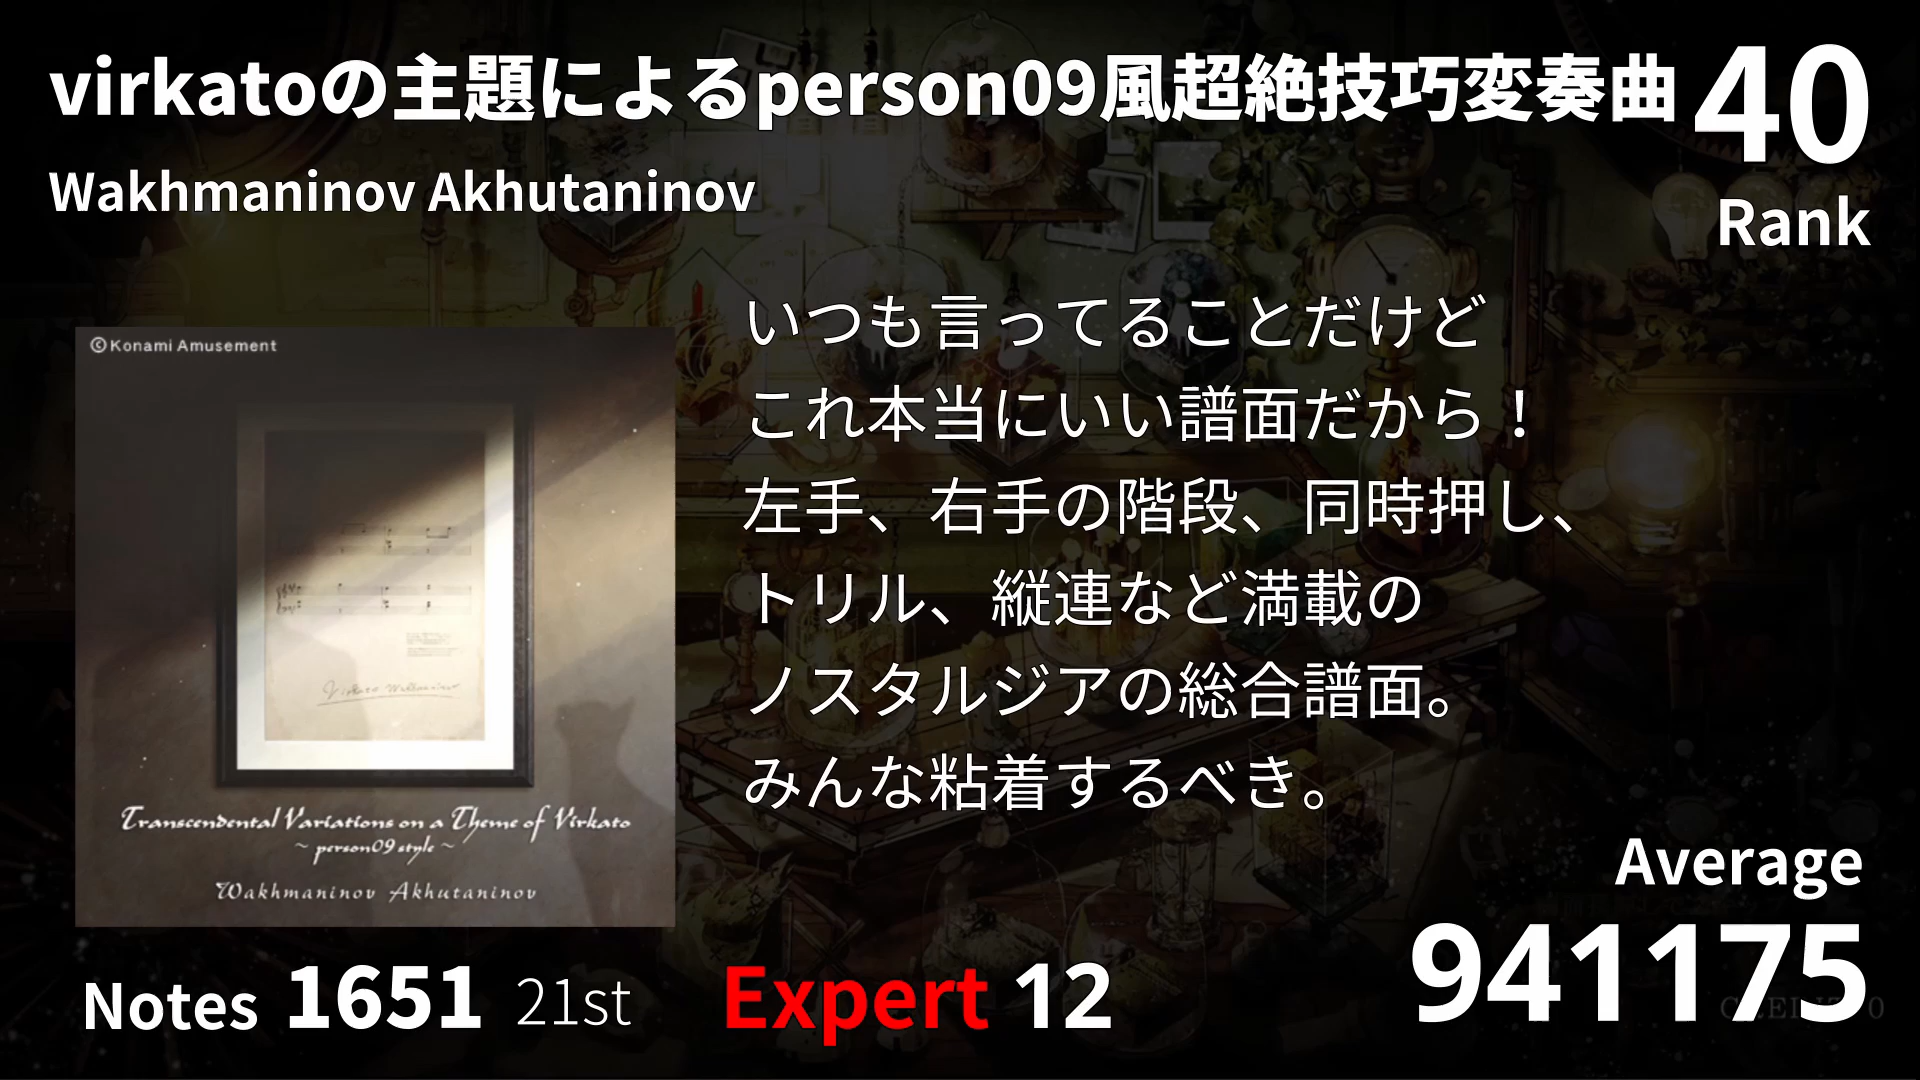 virkatoの主題によるperson09風超絶技巧変奏曲
40
Wakhmaninov Akhutaninov
Rank
いつも言ってることだけど
これ本当にいい譜面だから！
左手、右手の階段、同時押し、
トリル、縦連など満載の
ノスタルジアの総合譜面。
みんな粘着するべき。
©Konami Amusement
Virkato Wakhmaninov
Transcendental Variations on a Theme of Virkato
~ person09 style ~
Wakhmaninov Akhutaninov
Average
941175
Notes 1651 21st
Expert 12